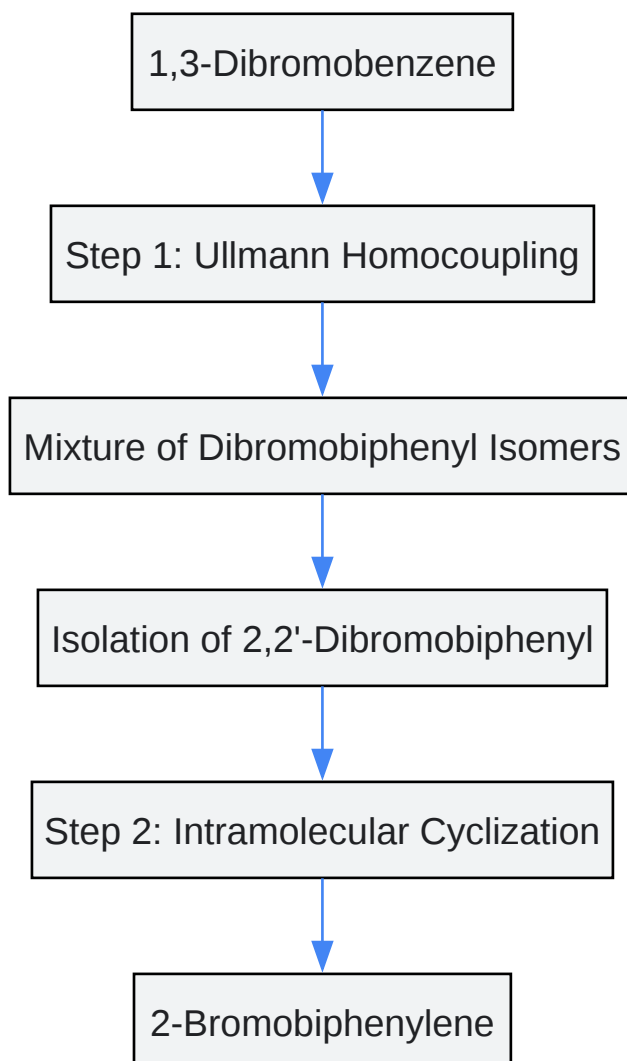 1,3-Dibromobenzene
Step 1: Ullmann Homocoupling
Mixture of Dibromobiphenyl Isomers
Isolation of 2,2'-Dibromobiphenyl
Step 2: Intramolecular Cyclization
2-Bromobiphenylene